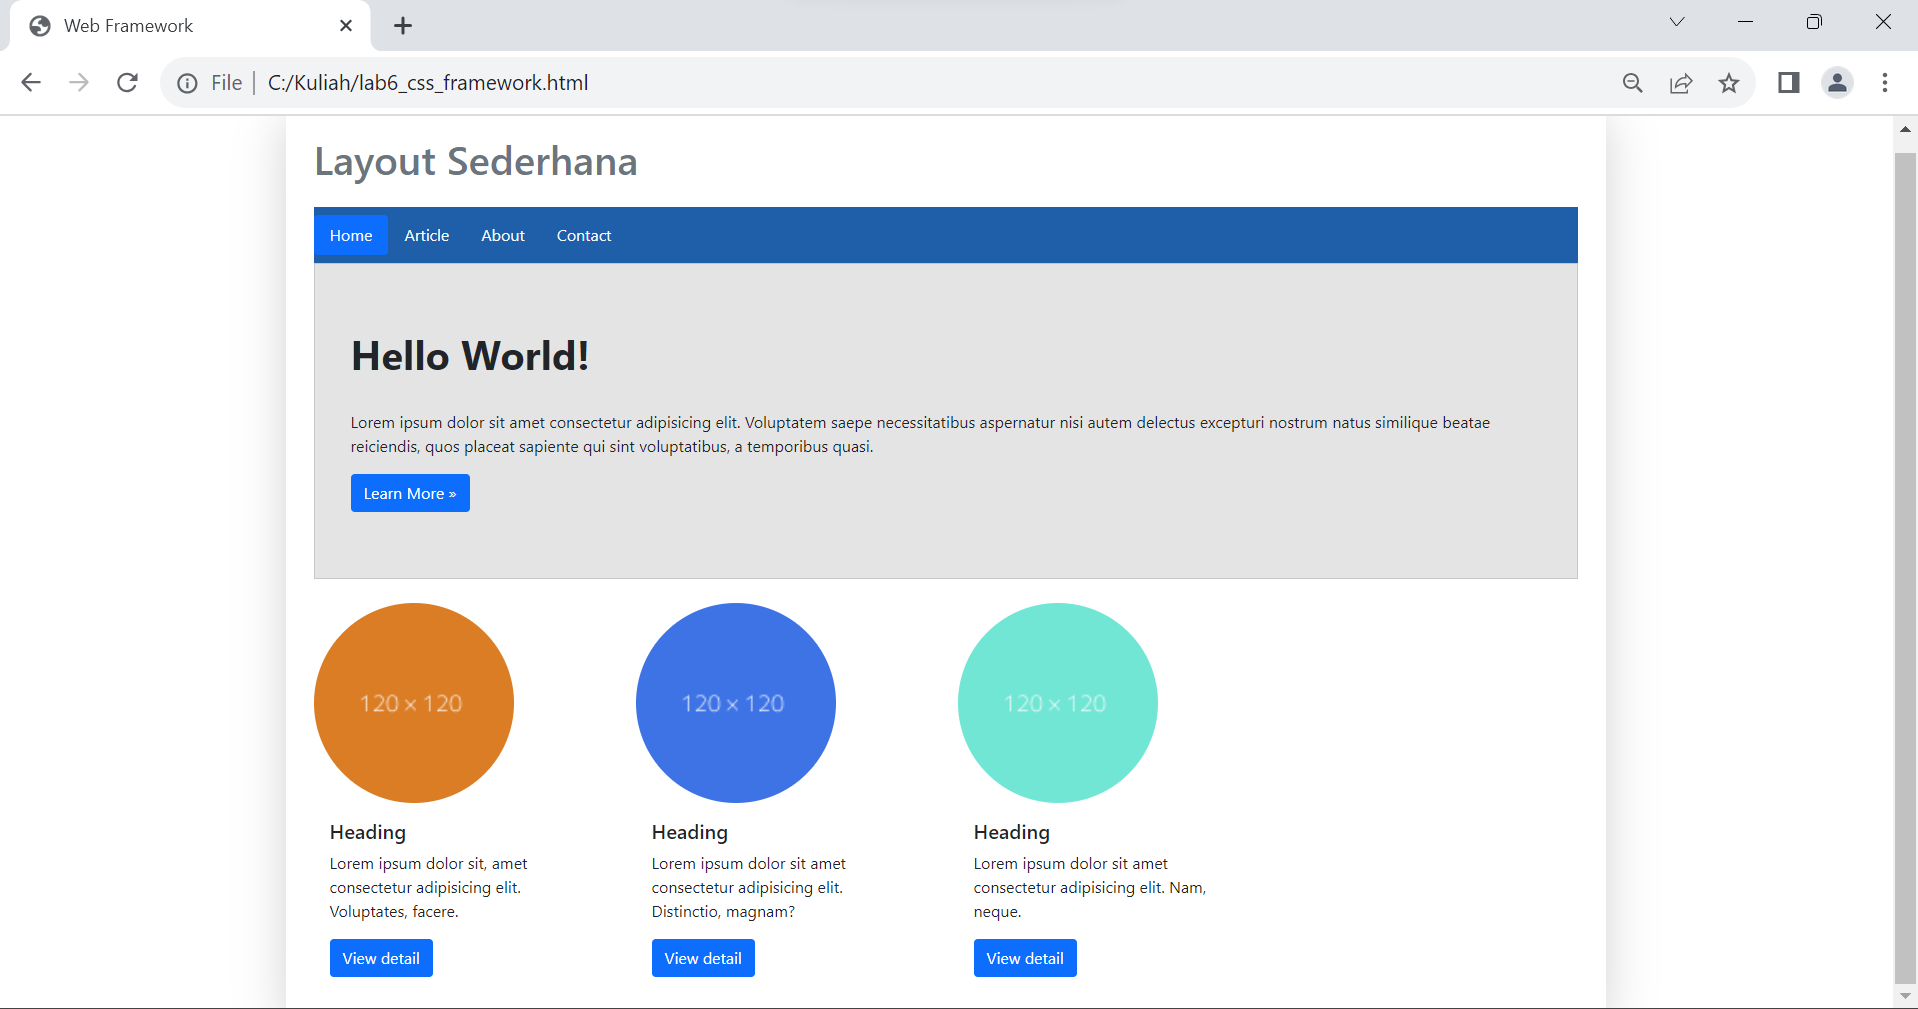 Web Framework
File
C:/Kuliah/lab6_css_framework.html
Layout Sederhana
Home Article About Contact
Hello World!
Lorem ipsum dolor sit amet consectetur adipisicing elit. Voluptatem saepe necessitatibus aspernatur nisi autem delectus excepturi nostrum natus similique beatae
reiciendis, quos placeat sapiente qui sint voluptatibus, a temporibus quasi.
Learn More »
120 × 120
Heading
Lorem ipsum dolor sit, amet
consectetur adipisicing elit.
Voluptates, facere.
View detail
120 × 120
Heading
Lorem ipsum dolor sit amet
consectetur adipisicing elit.
Distinctio, magnam?
View detail
120 × 120
Heading
Lorem ipsum dolor sit amet
consectetur adipisicing elit. Nam,
neque.
View detail